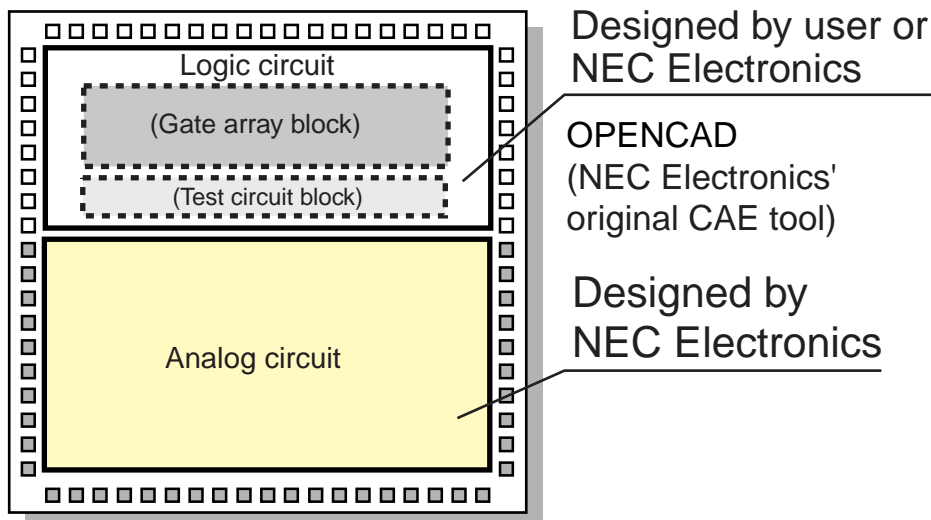 Logic circuit
(Gate array block)
(Test circuit block)
Analog circuit
Designed by user or
NEC Electronics
OPENCAD
(NEC Electronics'
original CAE tool)
Designed by
NEC Electronics